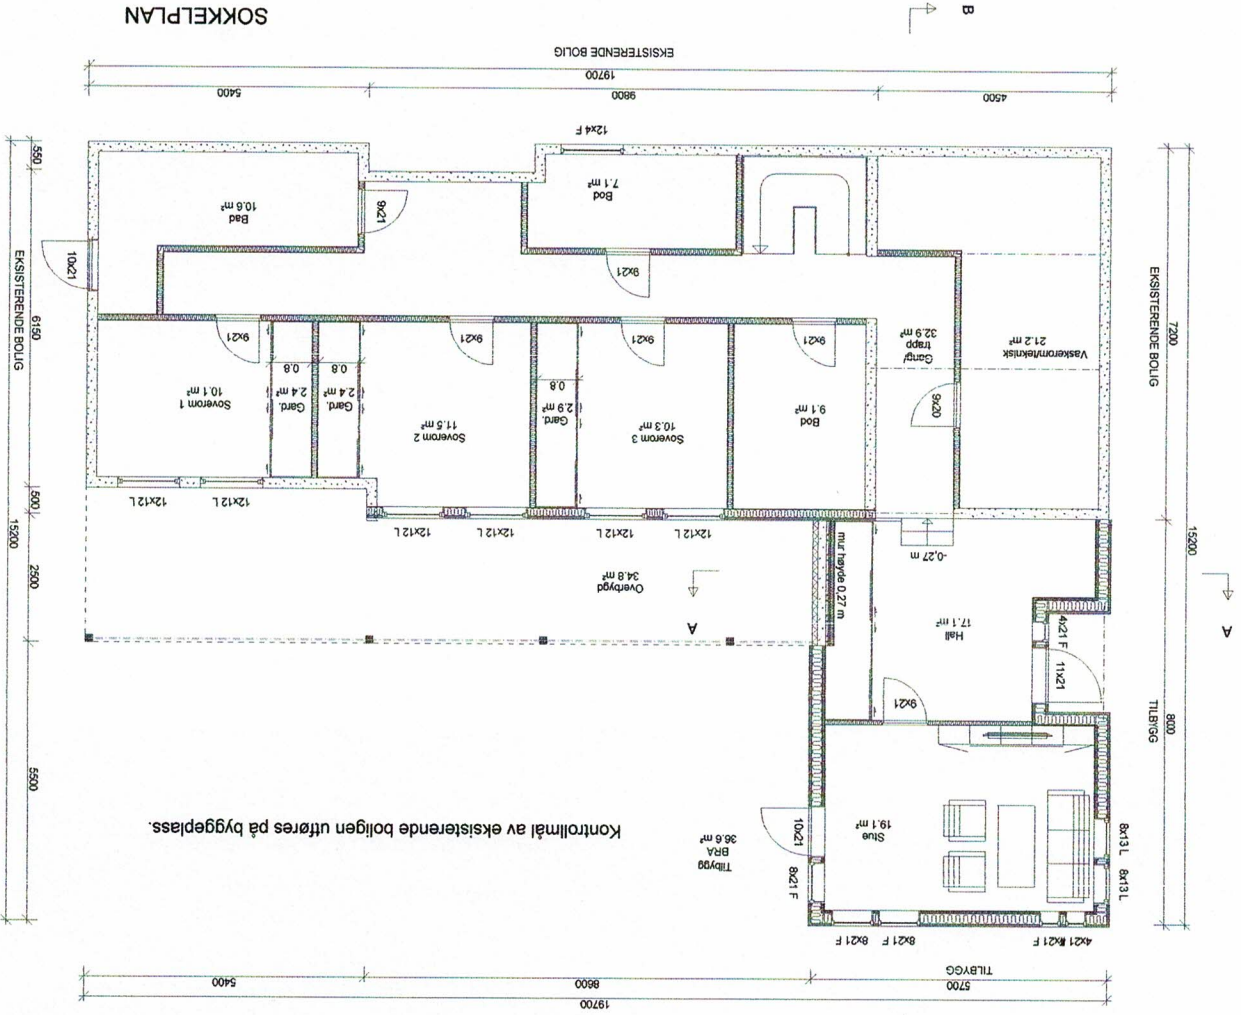 TILBYGG
5700
8600
5400
19700
4x21 F
4x21 F
8x21 F
8x21 F
8x13 L
8x13 L
8x21 F
10x21
Stue
19.1 m²
Tilbygg
BRA
36.6 m²
Kontrollmål av eksisterende boligen utføres på byggeplass.
5500
TILBYGG
8000
11x21
4x21 F
9x21
Hall
17.1 m²
mur høyde 0,27 m
-0,27 m
A
A
Overbygd
34.8 m²
2500
15200
15200
12x12 L
12x12 L
12x12 L
12x12 L
12x12 L
12x12 L
500
Vaskerom/teknisk
21.2 m²
9x20
Gang/
trapp
32.9 m²
Bod
9.1 m²
9x21
Soverom 3
10.3 m²
9x21
Gard.
2.9 m²
0.8
Soverom 2
11.5 m²
9x21
Gard.
2.4 m²
0.8
Gard.
2.4 m²
0.8
Soverom 1
10.1 m²
9x21
EKSISTERENDE BOLIG
7200
EKSISTERENDE BOLIG
6150
9x21
Bod
7.1 m²
12x4 F
9x21
Bad
10.6 m²
10x21
550
4500
9800
5400
19700
EKSISTERENDE BOLIG
B
SOKKELPLAN